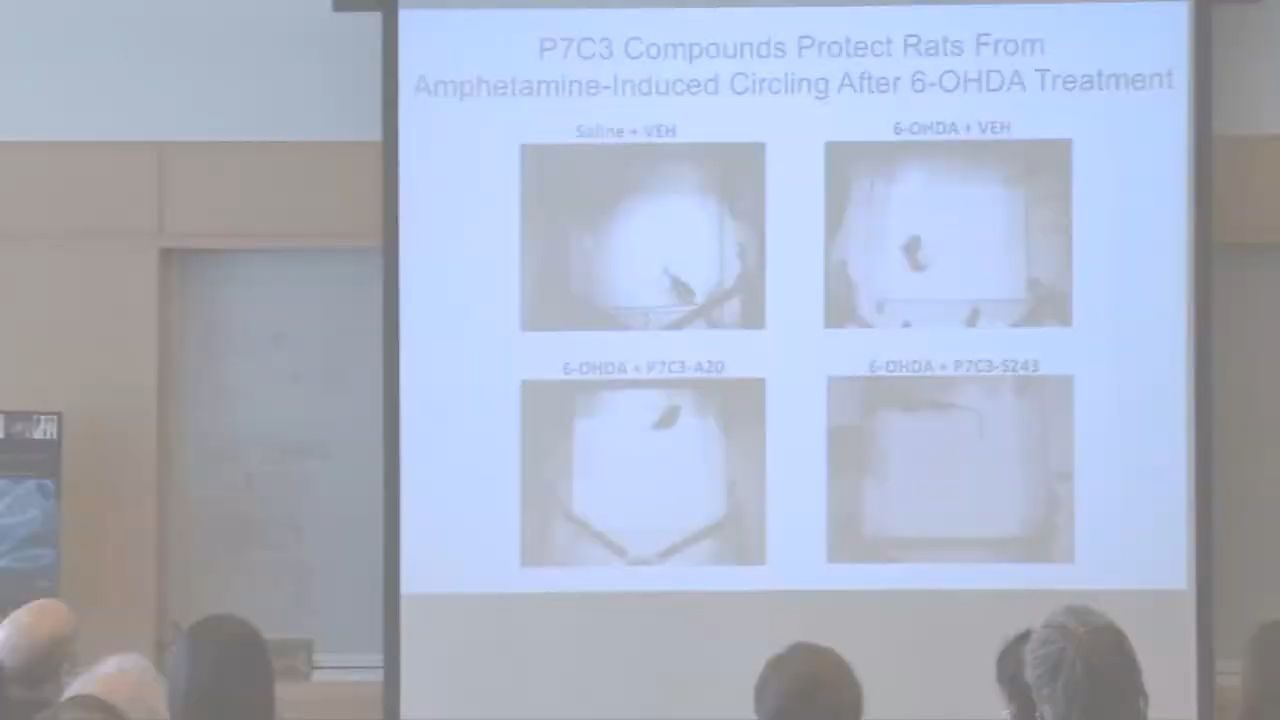 P7C3 Compounds Protect Rats From
Amphetamine-Induced Circling After 6-OHDA Treatment
Saline + VEH
6-OHDA + VEH
6-OHDA + P7C3-A20
6-OHDA + P7C3-S243